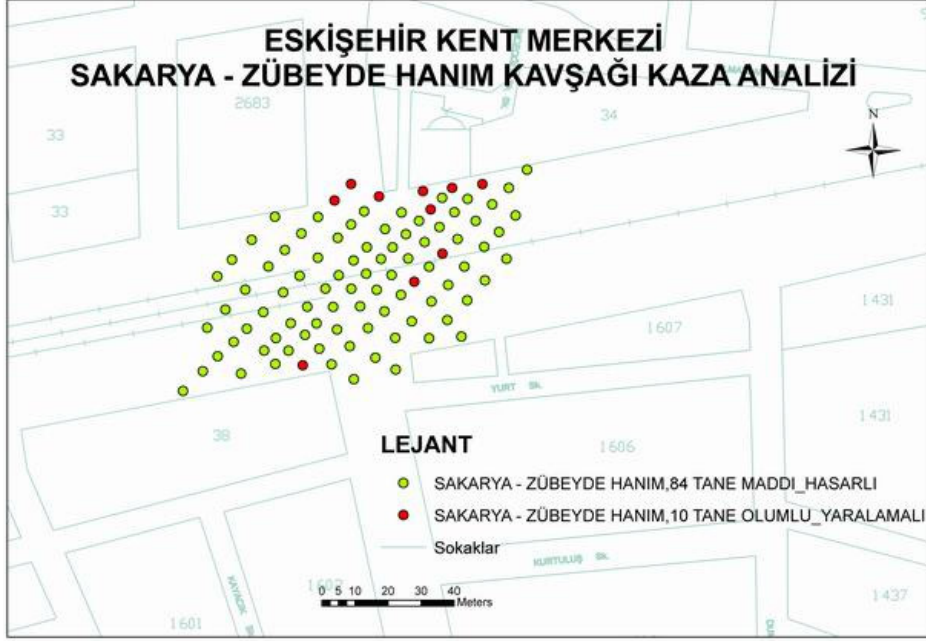 ESKİŞEHİR KENT MERKEZİ
SAKARYA - ZÜBEYDE HANIM KAVŞAĞI KAZA ANALİZİ
2683
34
33
N
33
1431
1607
YURT Sk.
38
1431
1606
LEJANT
SAKARYA - ZÜBEYDE HANIM,84 TANE MADDI_HASARLI
SAKARYA - ZÜBEYDE HANIM,10 TANE OLUMLU_YARALAMALI
Sokaklar
KURTULUŞ Sk.
KAYACIK
0 5 10 20 30 40
Meters
1437
1601